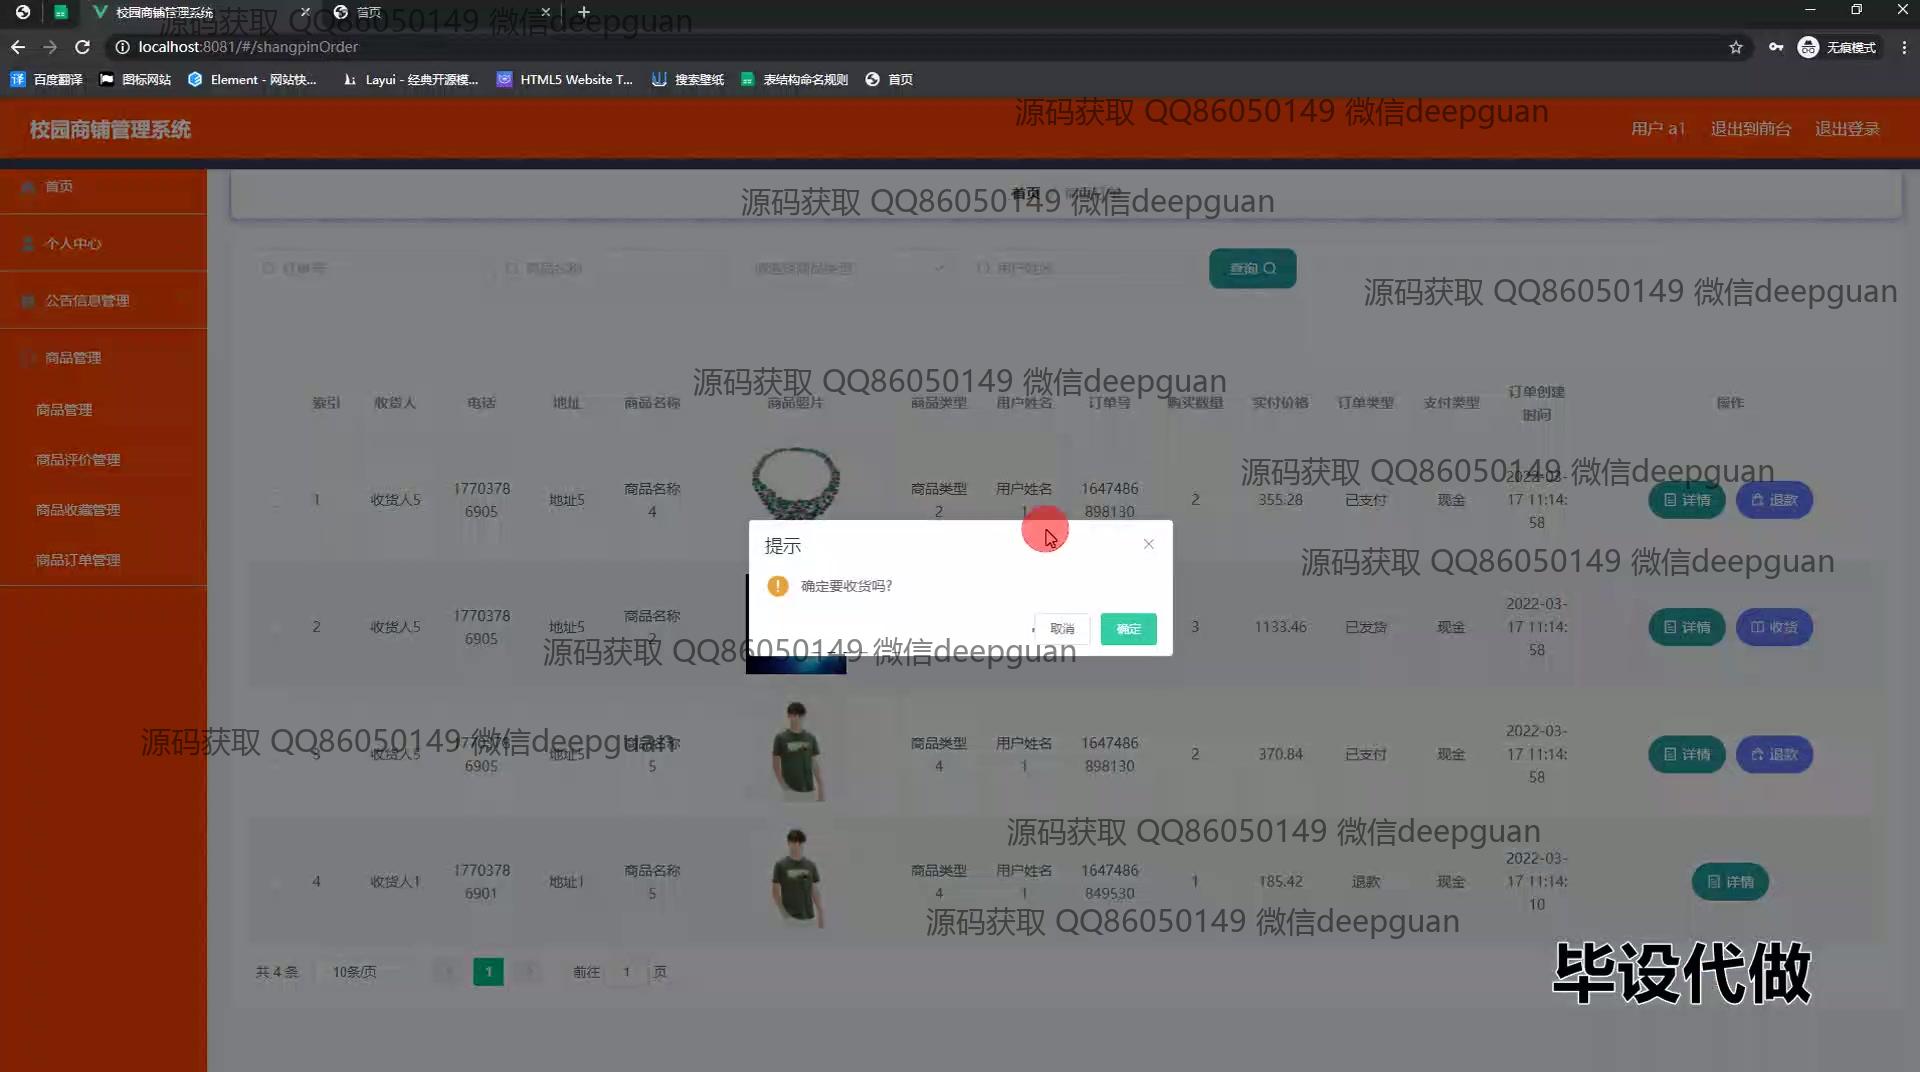 校园商铺管理系统
首页
localhost:8081/#/shangpinOrder
无痕模式
百度翻译
图标网站
Element - 网站快...
Layui - 经典开源模...
HTML5 Website T...
搜索壁纸
表结构命名规则
首页
源码获取 QQ86050149 微信deepguan
源码获取 QQ86050149 微信deepguan
校园商铺管理系统
用户 a1
退出到前台
退出登录
首页
个人中心
公告信息管理
商品管理
商品管理
商品评价管理
商品收藏管理
商品订单管理
首页
源码获取 QQ86050149 微信deepguan
订单号
商品名称
用户姓名
查询
源码获取 QQ86050149 微信deepguan
源码获取 QQ86050149 微信deepguan
索引 收货人 电话 地址 商品名称 商品照片 商品类型 用户姓名 订单号 购买数量 实付价格 订单类型 支付类型 订单创建时间 操作
源码获取 QQ86050149 微信deepguan
1 收货人5 17703786905 地址5 商品名称4 商品类型2 用户姓名1 1647486898130 2 355.28 已支付 现金 2022-03-17 11:14:58 详情 退款
提示
确定要收货吗?
取消
确定
源码获取 QQ86050149 微信deepguan
2 收货人5 17703786905 地址5 商品名称2 3 1133.46 已发货 现金 2022-03-17 11:14:58 详情 收货
源码获取 QQ86050149 微信deepguan
源码获取 QQ86050149 微信deepguan
3 收货人5 6905 地址5 5 商品类型4 用户姓名1 1647486898130 2 370.84 已支付 现金 2022-03-17 11:14:58 详情 退款
源码获取 QQ86050149 微信deepguan
4 收货人1 17703786901 地址1 商品名称5 商品类型4 用户姓名1 1647486849530 1 185.42 退款 现金 2022-03-17 11:14:10 详情
源码获取 QQ86050149 微信deepguan
共 4 条 10条/页 1 前往 1 页
毕设代做